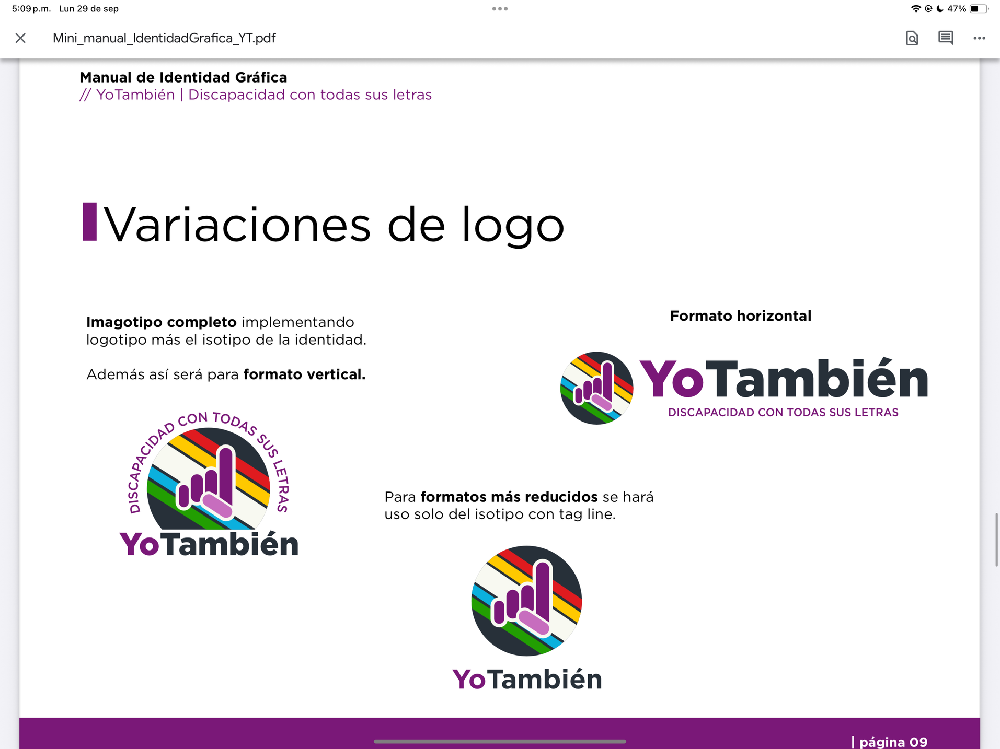 5:09 p.m. Lun 29 de sep
47%
Mini_manual_IdentidadGrafica_YT.pdf
Manual de Identidad Gráfica
// YoTambién | Discapacidad con todas sus letras
Variaciones de logo
Imagotipo completo implementando
logotipo más el isotipo de la identidad.
Además así será para formato vertical.
DISCAPACIDAD CON TODAS SUS LETRAS
YoTambién
Formato horizontal
YoTambién
DISCAPACIDAD CON TODAS SUS LETRAS
Para formatos más reducidos se hará
uso solo del isotipo con tag line.
YoTambién
| página 09